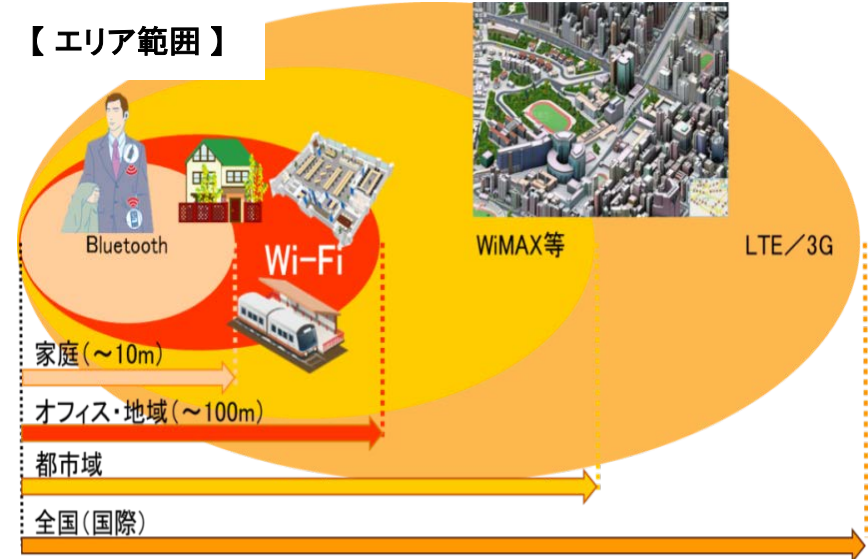 【 エリア範囲 】
Bluetooth
Wi-Fi
WiMAX等
LTE／3G
家庭（～10m）
オフィス・地域（～100m）
都市域
全国（国際）